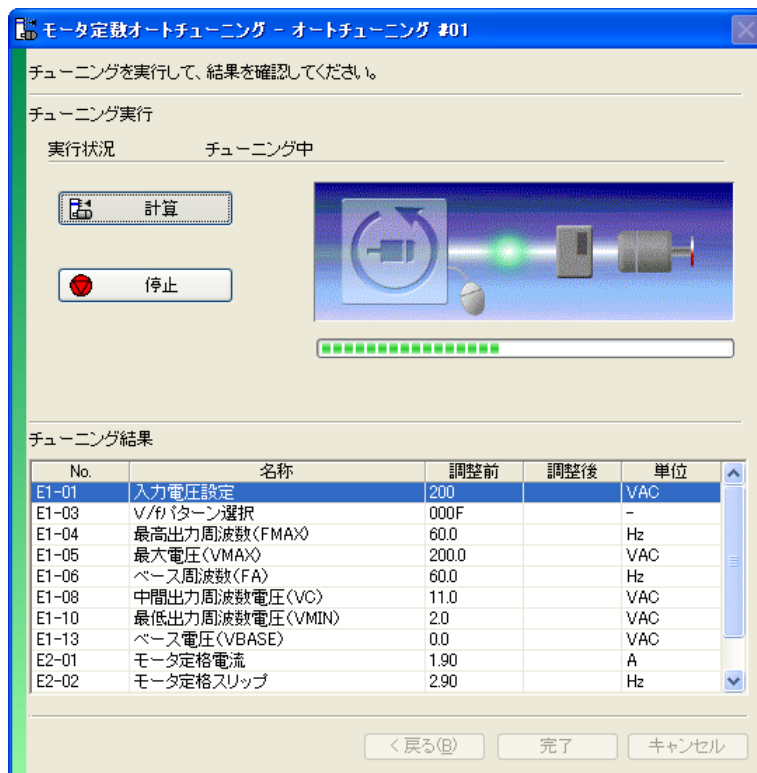 モータ定数オートチューニング - オートチューニング #01
チューニングを実行して、結果を確認してください。
チューニング実行
実行状況 チューニング中
計算
停止
チューニング結果
No. 名称 調整前 調整後 単位
E1-01 入力電圧設定 200 VAC
E1-03 V/fパターン選択 000F -
E1-04 最高出力周波数(FMAX) 60.0 Hz
E1-05 最大電圧(VMAX) 200.0 VAC
E1-06 ベース周波数(FA) 60.0 Hz
E1-08 中間出力周波数電圧(VC) 11.0 VAC
E1-10 最低出力周波数電圧(VMIN) 2.0 VAC
E1-13 ベース電圧(VBASE) 0.0 VAC
E2-01 モータ定格電流 1.90 A
E2-02 モータ定格スリップ 2.90 Hz
< 戻る(B) 完了 キャンセル